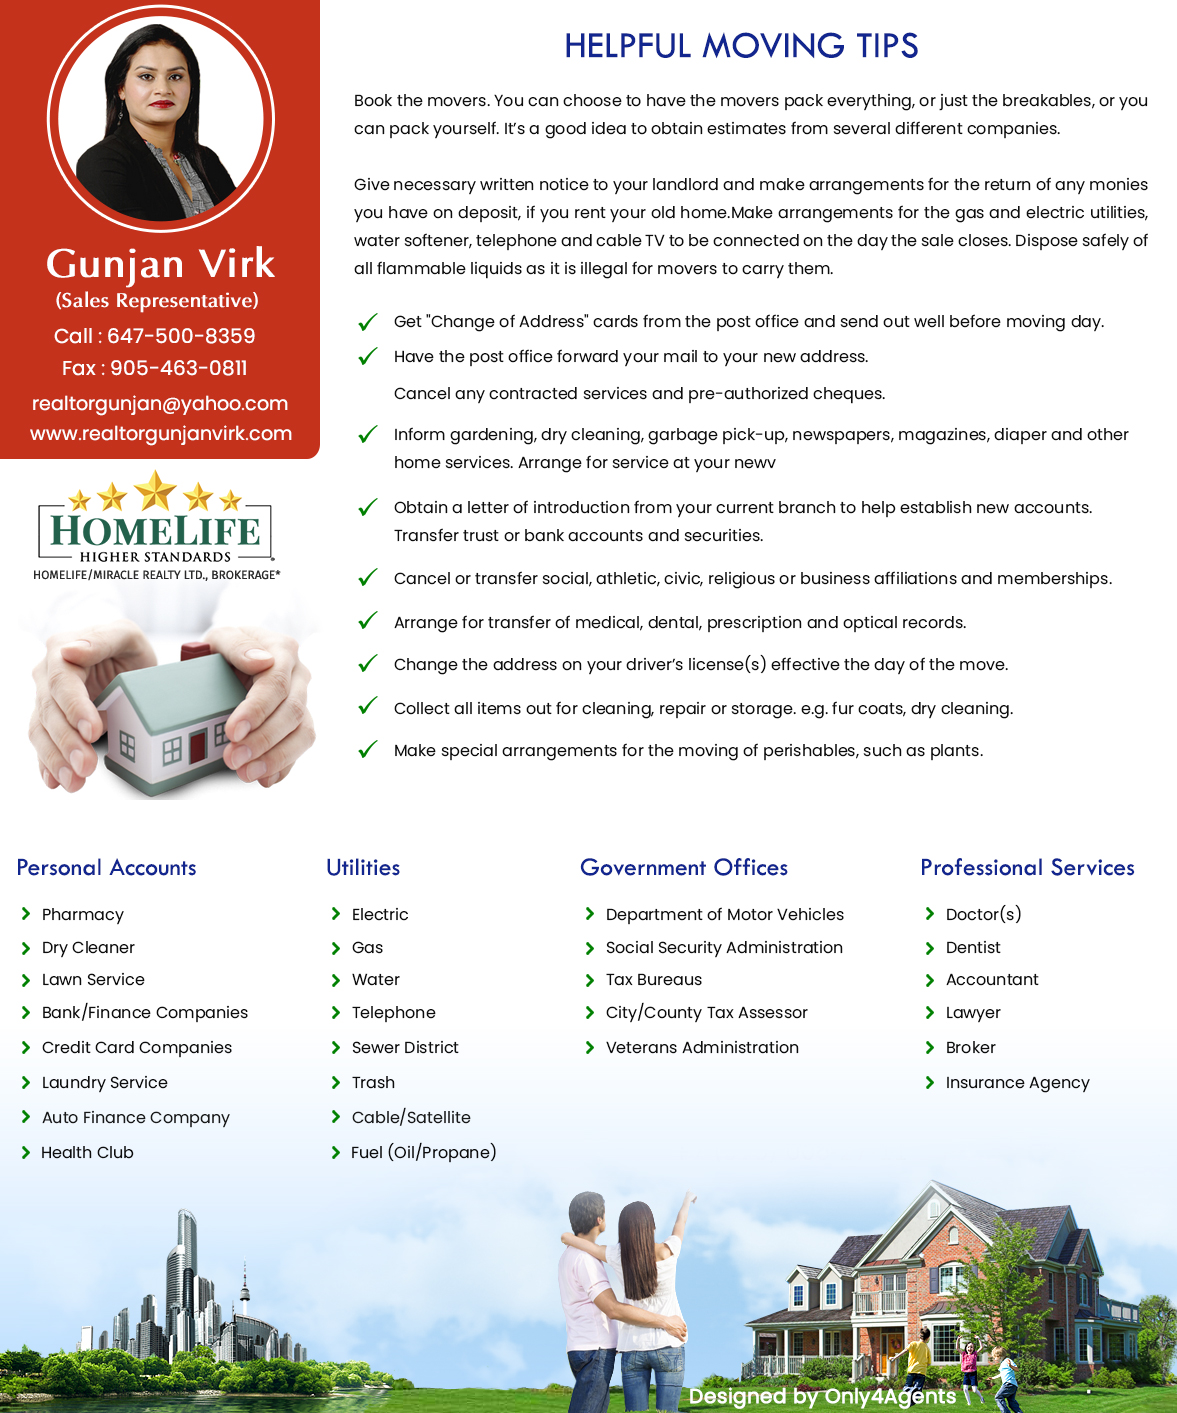 Gunjan Virk
(Sales Representative)
Call : 647-500-8359
Fax : 905-463-0811
realtorgunjan@yahoo.com
www.realtorgunjanvirk.com
HOMELIFE
HIGHER STANDARDS
HOMELIFE/MIRACLE REALTY LTD., BROKERAGE*
HELPFUL MOVING TIPS
Book the movers. You can choose to have the movers pack everything, or just the breakables, or you
can pack yourself. It’s a good idea to obtain estimates from several different companies.
Give necessary written notice to your landlord and make arrangements for the return of any monies
you have on deposit, if you rent your old home.Make arrangements for the gas and electric utilities,
water softener, telephone and cable TV to be connected on the day the sale closes. Dispose safely of
all flammable liquids as it is illegal for movers to carry them.
Get "Change of Address" cards from the post office and send out well before moving day.
Have the post office forward your mail to your new address.
Cancel any contracted services and pre-authorized cheques.
Inform gardening, dry cleaning, garbage pick-up, newspapers, magazines, diaper and other
home services. Arrange for service at your newv
Obtain a letter of introduction from your current branch to help establish new accounts.
Transfer trust or bank accounts and securities.
Cancel or transfer social, athletic, civic, religious or business affiliations and memberships.
Arrange for transfer of medical, dental, prescription and optical records.
Change the address on your driver’s license(s) effective the day of the move.
Collect all items out for cleaning, repair or storage. e.g. fur coats, dry cleaning.
Make special arrangements for the moving of perishables, such as plants.
Personal Accounts
Pharmacy
Dry Cleaner
Lawn Service
Bank/Finance Companies
Credit Card Companies
Laundry Service
Auto Finance Company
Health Club
Utilities
Electric
Gas
Water
Telephone
Sewer District
Trash
Cable/Satellite
Fuel (Oil/Propane)
Government Offices
Department of Motor Vehicles
Social Security Administration
Tax Bureaus
City/County Tax Assessor
Veterans Administration
Professional Services
Doctor(s)
Dentist
Accountant
Lawyer
Broker
Insurance Agency
Designed by Only4Agents